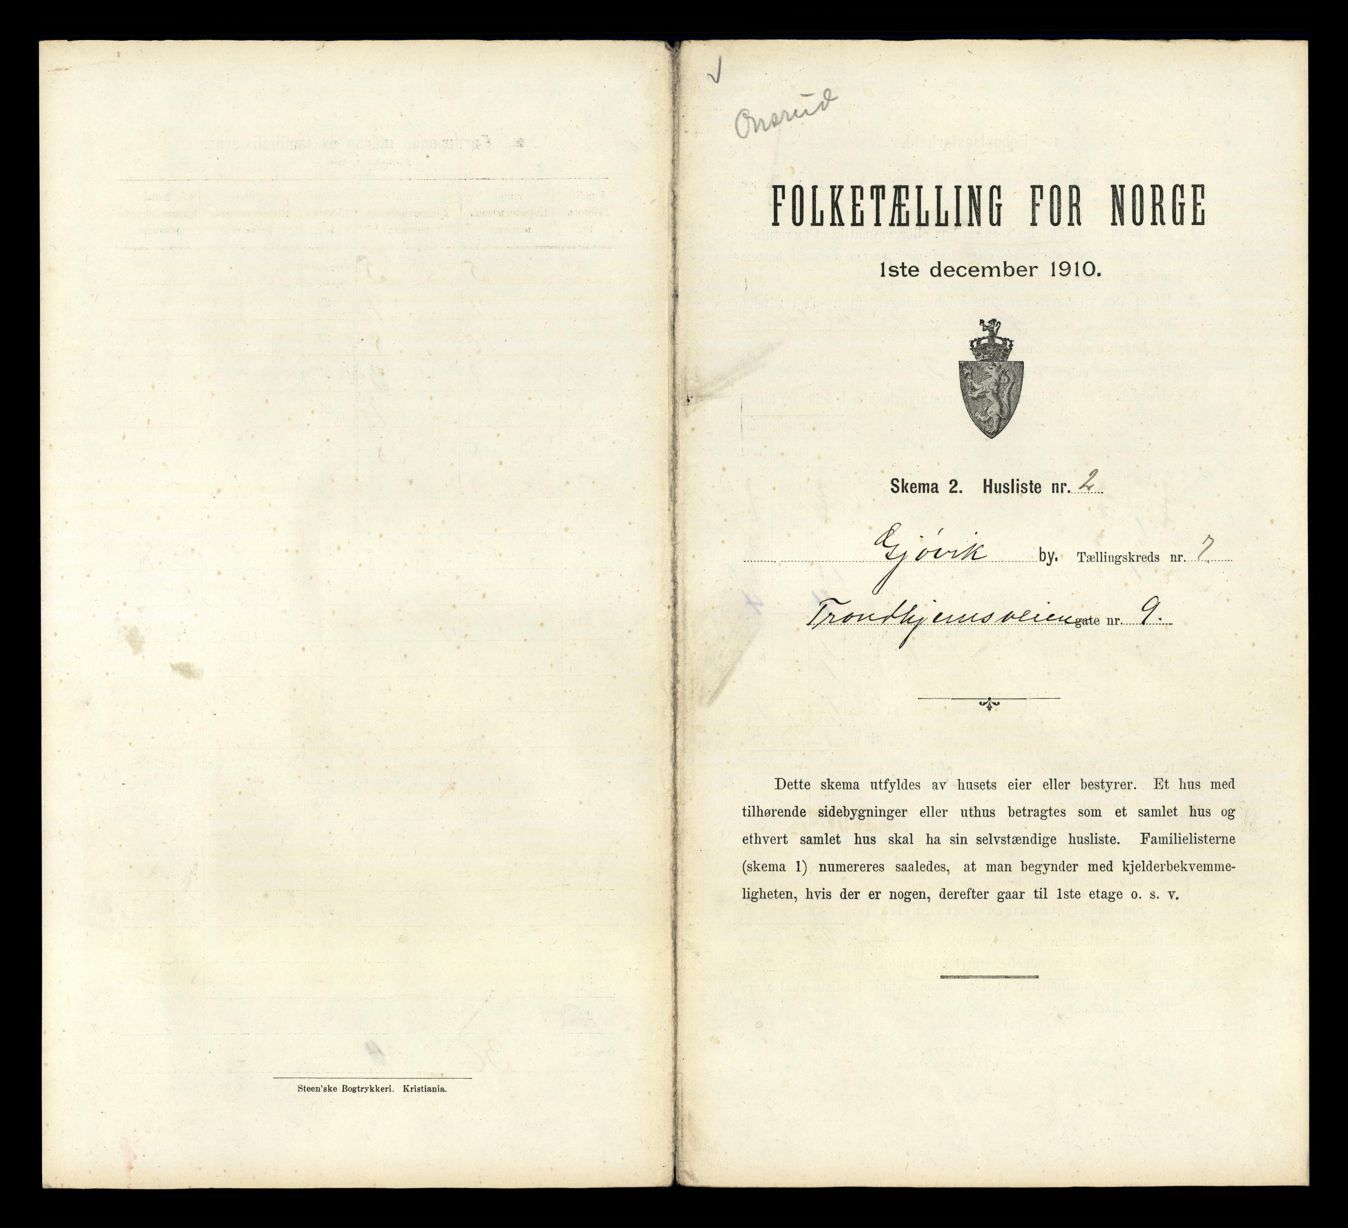 Onsrud
FOLKETÆLLING FOR NORGE
1ste december 1910.
Skema 2. Husliste nr. 2
Gjøvik by. Tællingskreds nr. 7
Trondhjemsveien gate nr. 9.
Dette skema utfyldes av husets eier eller bestyrer. Et hus med
tilhørende sidebygninger eller uthus betragtes som et samlet hus og
ethvert samlet hus skal ha sin selvstændige husliste. Familielisterne
(skema 1) numereres saaledes, at man begynder med kjelderbekvemme-
ligheten, hvis der er nogen, derefter gaar til 1ste etage o. s. v.
Steen'ske Bogtrykkeri. Kristiania.